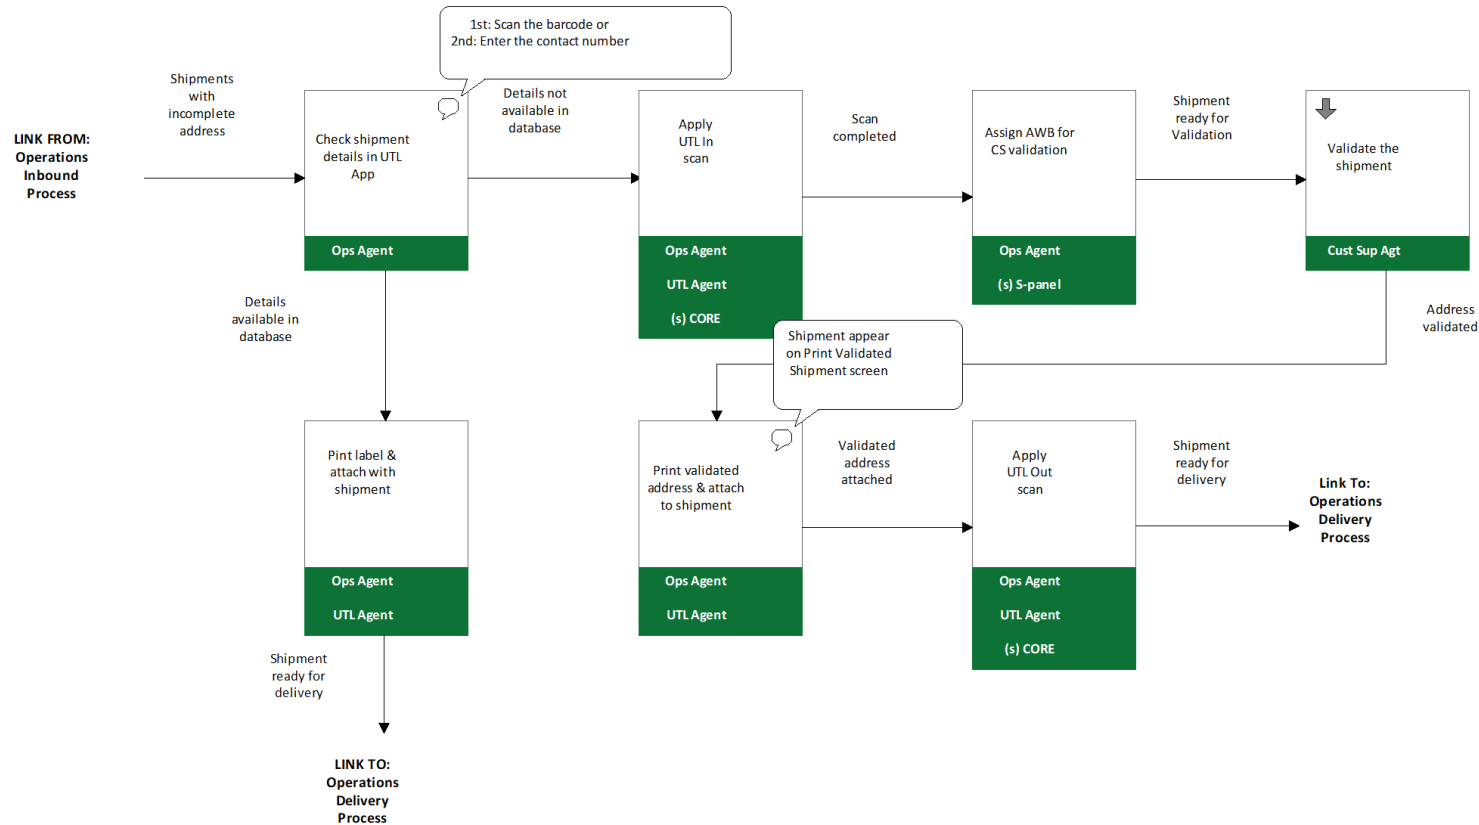 1st: Scan the barcode or
2nd: Enter the contact number
Shipments
with
incomplete
address
LINK FROM:
Operations
Inbound
Process
Check shipment
details in UTL
App
Ops Agent
Details not
available in
database
Apply
UTL In
scan
Ops Agent
UTL Agent
(s) CORE
Scan
completed
Assign AWB for
CS validation
Ops Agent
(s) S-panel
Shipment
ready for
Validation
Validate the
shipment
Cust Sup Agt
Details
available in
database
Address
validated
Shipment appear
on Print Validated
Shipment screen
Pint label &
attach with
shipment
Ops Agent
UTL Agent
Print validated
address & attach
to shipment
Ops Agent
UTL Agent
Validated
address
attached
Apply
UTL Out
scan
Ops Agent
UTL Agent
(s) CORE
Shipment
ready for
delivery
Link To:
Operations
Delivery
Process
Shipment
ready for
delivery
LINK TO:
Operations
Delivery
Process